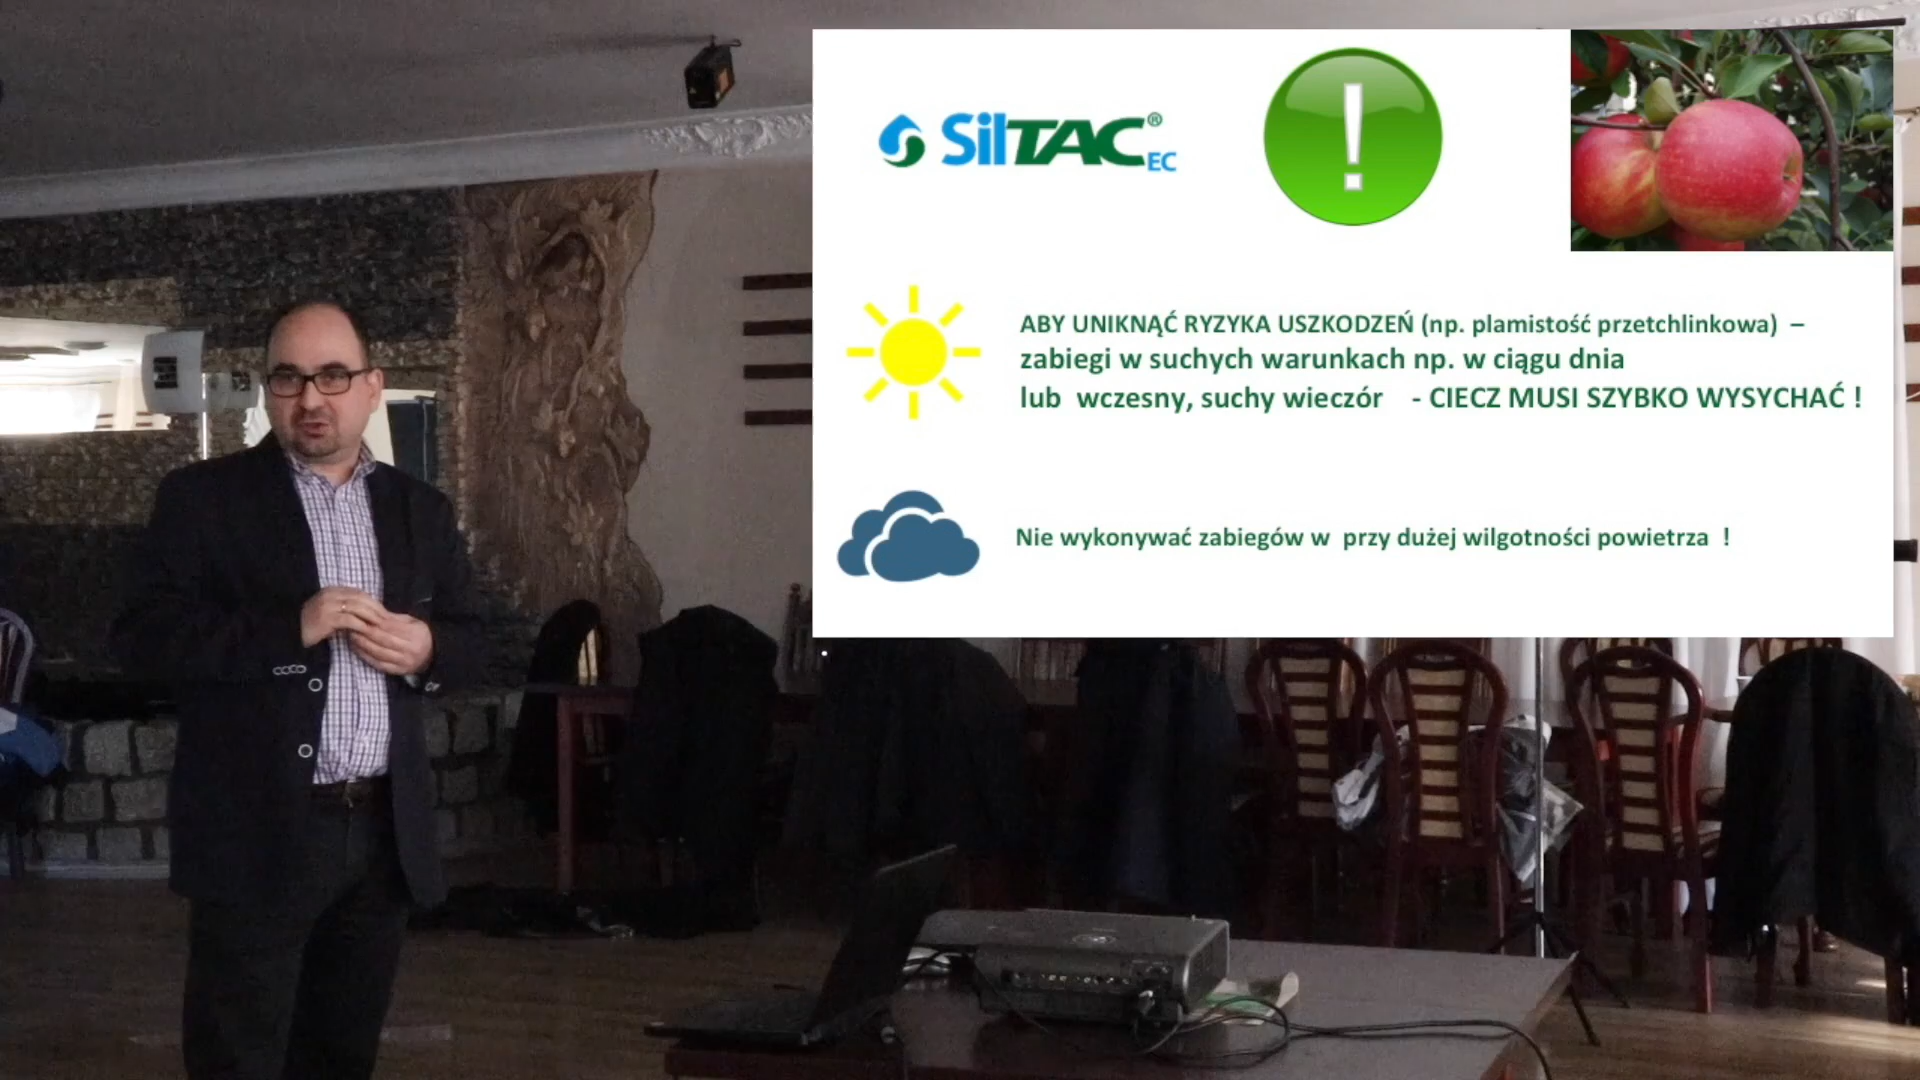 SilTAC® EC
!
ABY UNIKNĄĆ RYZYKA USZKODZEŃ (np. plamistość przetchlinkowa) –
zabiegi w suchych warunkach np. w ciągu dnia
lub wczesny, suchy wieczór - CIECZ MUSI SZYBKO WYSYCHAĆ !
Nie wykonywać zabiegów w przy dużej wilgotności powietrza !